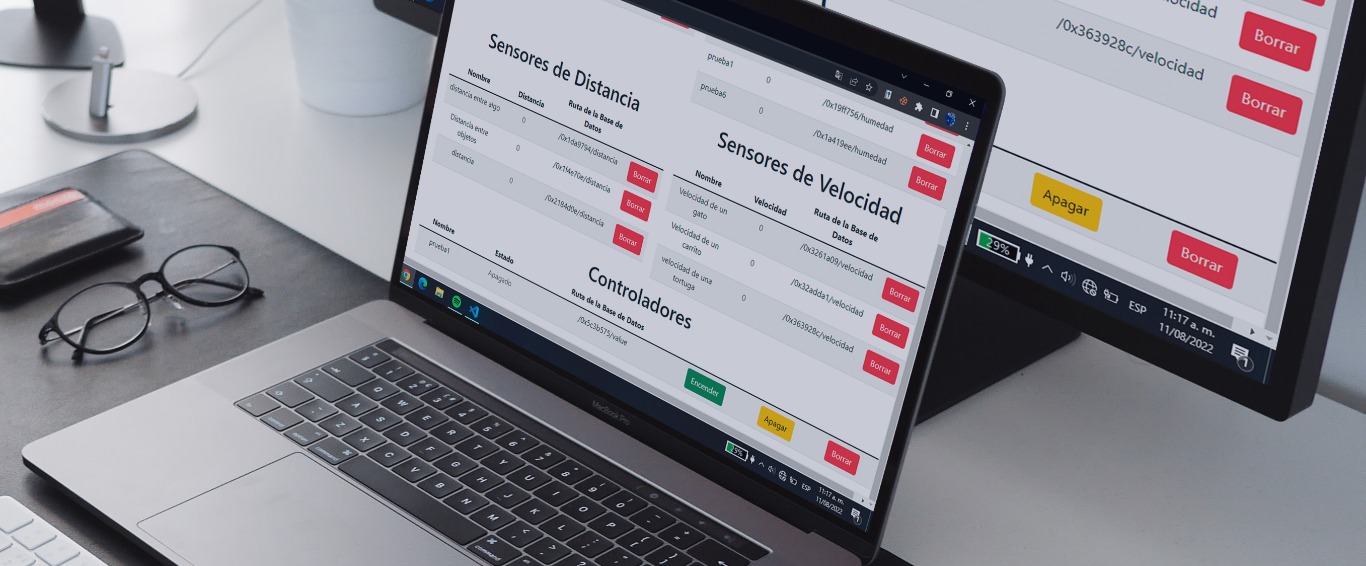 Sensores de Distancia
Nombre
Distancia
Ruta de la Base de
Datos
distancia entre algo
0
/0x1da9794/distancia
Borrar
Distancia entre
objetos
0
/0x1f4e70e/distancia
Borrar
distancia
0
/0x2184d0e/distancia
Borrar
prueba1
0
/0x19ff756/humedad
Borrar
prueba6
0
/0x1a419ee/humedad
Borrar
Sensores de Velocidad
Nombre
Velocidad
Ruta de la Base de
Datos
Velocidad de un
gato
0
/0x3261a09/velocidad
Borrar
Velocidad de un
carrito
0
/0x32adda1/velocidad
Borrar
velocidad de una
tortuga
0
/0x363928c/velocidad
Borrar
Controladores
Nombre
Estado
Ruta de la Base de Datos
prueba1
Apagado
/0x5c3b575/value
Encender
Apagar
Borrar
29%
ESP
11:17 a. m.
11/08/2022
MacBook Pro
command
locidad
Borrar
/0x363928c/velocidad
Borrar
Apagar
Borrar
29%
ESP
11:17 a. m.
11/08/2022
1